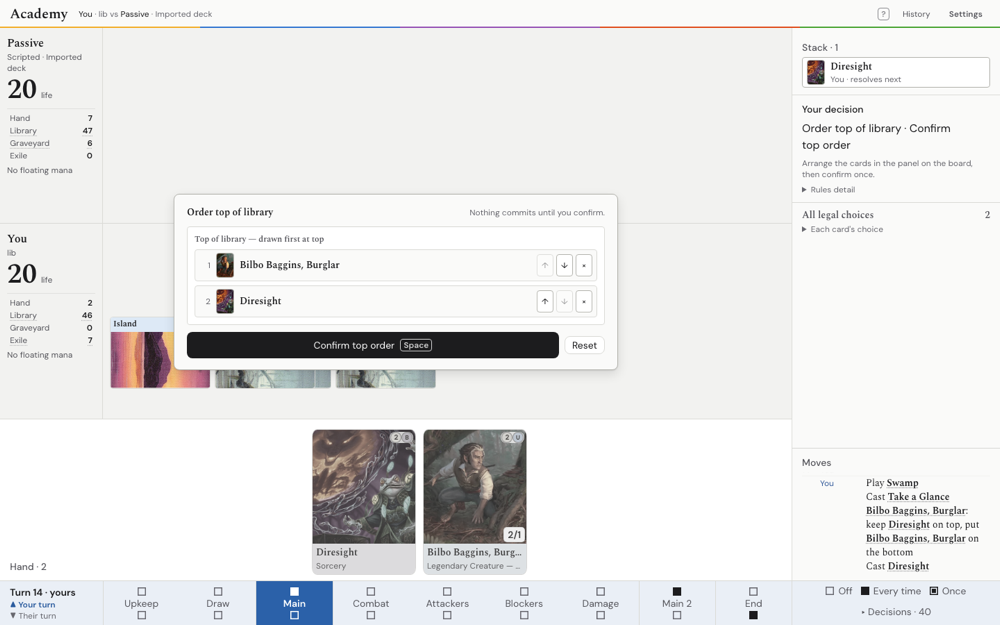 Academy You · lib vs Passive · Imported deck ? History Settings
Passive
Scripted · Imported
deck
20 life
Hand 7
Library 47
Graveyard 6
Exile 0
No floating mana
You
lib
20 life
Hand 2
Library 46
Graveyard 0
Exile 7
No floating mana
Island
Order top of library Nothing commits until you confirm.
Top of library — drawn first at top
1 Bilbo Baggins, Burglar ↑ ↓
2 Diresight ↑ ↓
Confirm top order Space Reset
Hand · 2
2 B
Diresight
Sorcery
2 U
2/1
Bilbo Baggins, Burg...
Legendary Creature — ...
Stack · 1
Diresight
You · resolves next
Your decision
Order top of library · Confirm
top order
Arrange the cards in the panel on the board,
then confirm once.
▸ Rules detail
All legal choices 2
▸ Each card's choice
Moves
You Play Swamp
Cast Take a Glance
Bilbo Baggins, Burglar:
keep Diresight on top, put
Bilbo Baggins, Burglar on
the bottom
Cast Diresight
Turn 14 · yours
▲ Your turn
▼ Their turn
Upkeep Draw Main Combat Attackers Blockers Damage Main 2 End
Off Every time Once
▸ Decisions · 40